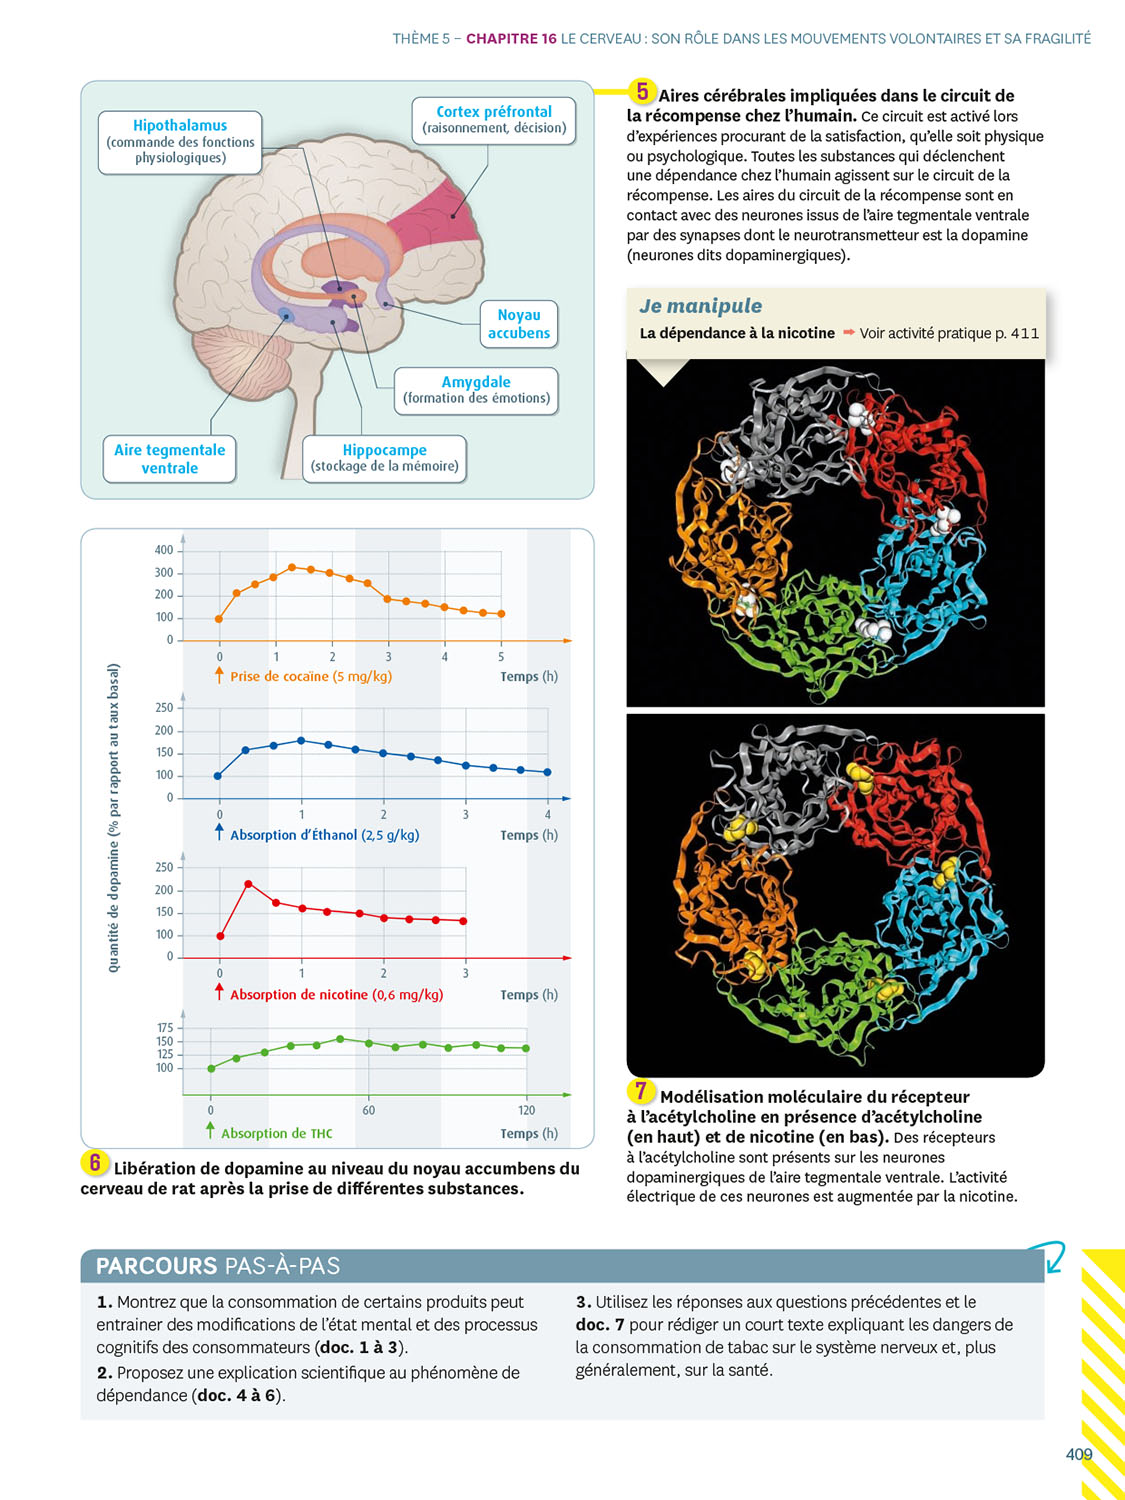 THÈME 5 – CHAPITRE 16 LE CERVEAU : SON RÔLE DANS LES MOUVEMENTS VOLONTAIRES ET SA FRAGILITÉ
Hypothalamus
(commande des fonctions
physiologiques)
Cortex préfrontal
(raisonnement, décision)
Noyau
accubens
Amygdale
(formation des émotions)
Aire tegmentale
ventrale
Hippocampe
(stockage de la mémoire)
5 Aires cérébrales impliquées dans le circuit de
la récompense chez l'humain. Ce circuit est activé lors
d'expériences procurant de la satisfaction, qu'elle soit physique
ou psychologique. Toutes les substances qui déclenchent
une dépendance chez l'humain agissent sur le circuit de la
récompense. Les aires du circuit de la récompense sont en
contact avec des neurones issus de l'aire tegmentale ventrale
par des synapses dont le neurotransmetteur est la dopamine
(neurones dits dopaminergiques).
Je manipule
La dépendance à la nicotine ➡ Voir activité pratique p. 411
Quantité de dopamine (% par rapport au taux basal)
400
300
200
100
0
0 1 2 3 4 5
Prise de cocaïne (5 mg/kg) Temps (h)
250
200
150
100
0
0 1 2 3 4
Absorption d'Éthanol (2,5 g/kg) Temps (h)
250
200
150
100
0
0 1 2 3
Absorption de nicotine (0,6 mg/kg) Temps (h)
175
150
125
100
0 60 120
Absorption de THC Temps (h)
6 Libération de dopamine au niveau du noyau accumbens du
cerveau de rat après la prise de différentes substances.
7 Modélisation moléculaire du récepteur
à l'acétylcholine en présence d'acétylcholine
(en haut) et de nicotine (en bas). Des récepteurs
à l'acétylcholine sont présents sur les neurones
dopaminergiques de l'aire tegmentale ventrale. L'activité
électrique de ces neurones est augmentée par la nicotine.
PARCOURS PAS-À-PAS
1. Montrez que la consommation de certains produits peut
entrainer des modifications de l'état mental et des processus
cognitifs des consommateurs (doc. 1 à 3).
2. Proposez une explication scientifique au phénomène de
dépendance (doc. 4 à 6).
3. Utilisez les réponses aux questions précédentes et le
doc. 7 pour rédiger un court texte expliquant les dangers de
la consommation de tabac sur le système nerveux et, plus
généralement, sur la santé.
409